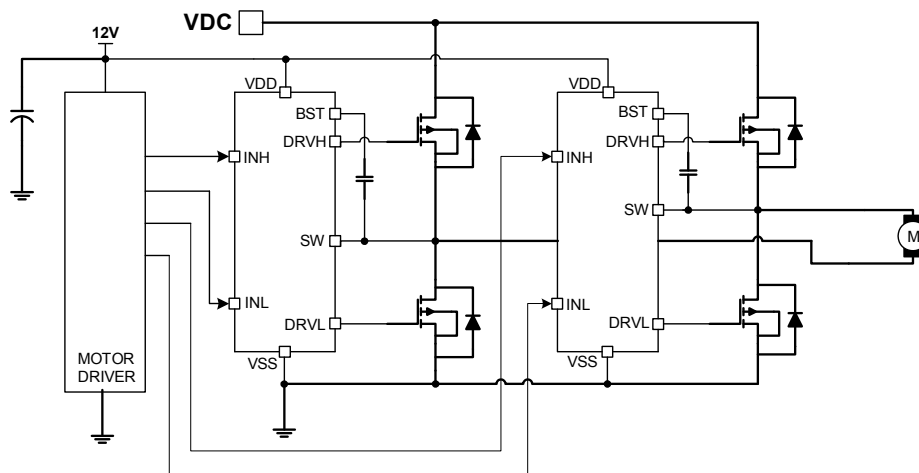 VDC
12V
VDD
BST
DRVH
INH
SW
INL
DRVL
VSS
VDD
BST
DRVH
INH
SW
INL
DRVL
VSS
M
MOTOR
DRIVER